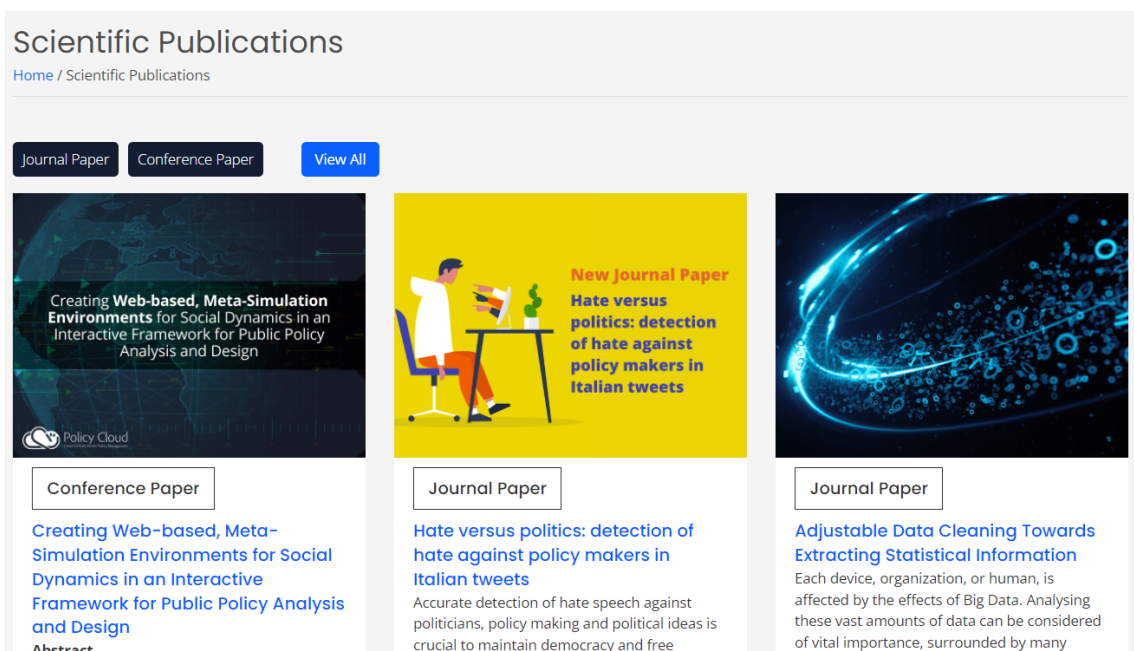 Scientific Publications
Home / Scientific Publications
Journal Paper
Conference Paper
View All
Creating Web-based, Meta-Simulation
Environments for Social Dynamics in an
Interactive Framework for Public Policy
Analysis and Design
Policy Cloud
New Journal Paper
Hate versus
politics: detection
of hate against
policy makers in
Italian tweets
Conference Paper
Creating Web-based, Meta-
Simulation Environments for Social
Dynamics in an Interactive
Framework for Public Policy Analysis
and Design
Abstract
Journal Paper
Hate versus politics: detection of
hate against policy makers in
Italian tweets
Accurate detection of hate speech against
politicians, policy making and political ideas is
crucial to maintain democracy and free
Journal Paper
Adjustable Data Cleaning Towards
Extracting Statistical Information
Each device, organization, or human, is
affected by the effects of Big Data. Analysing
these vast amounts of data can be considered
of vital importance, surrounded by many